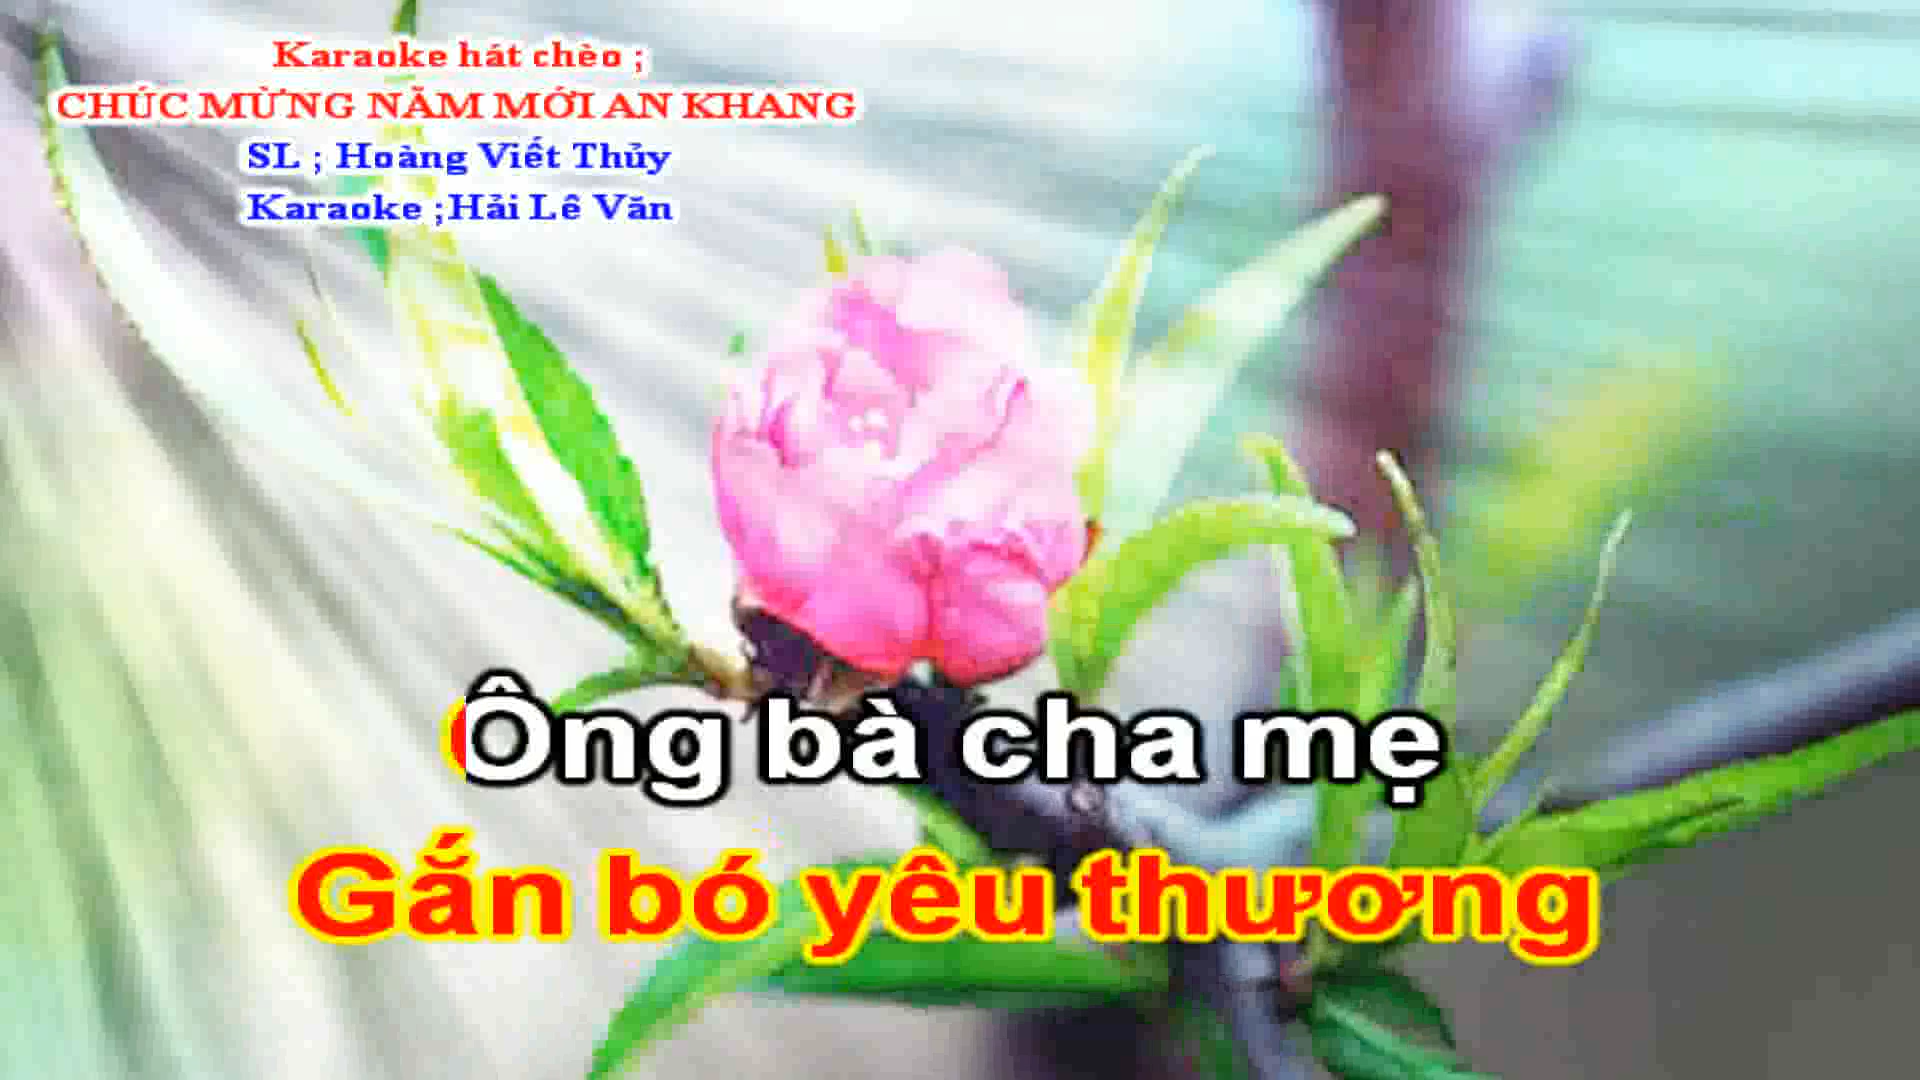 Karaoke hát chèo ;
CHÚC MỪNG NĂM MỚI AN KHANG
SL ; Hoàng Viết Thủy
Karaoke ;Hải Lê Văn
Ông bà cha mẹ
Gắn bó yêu thương